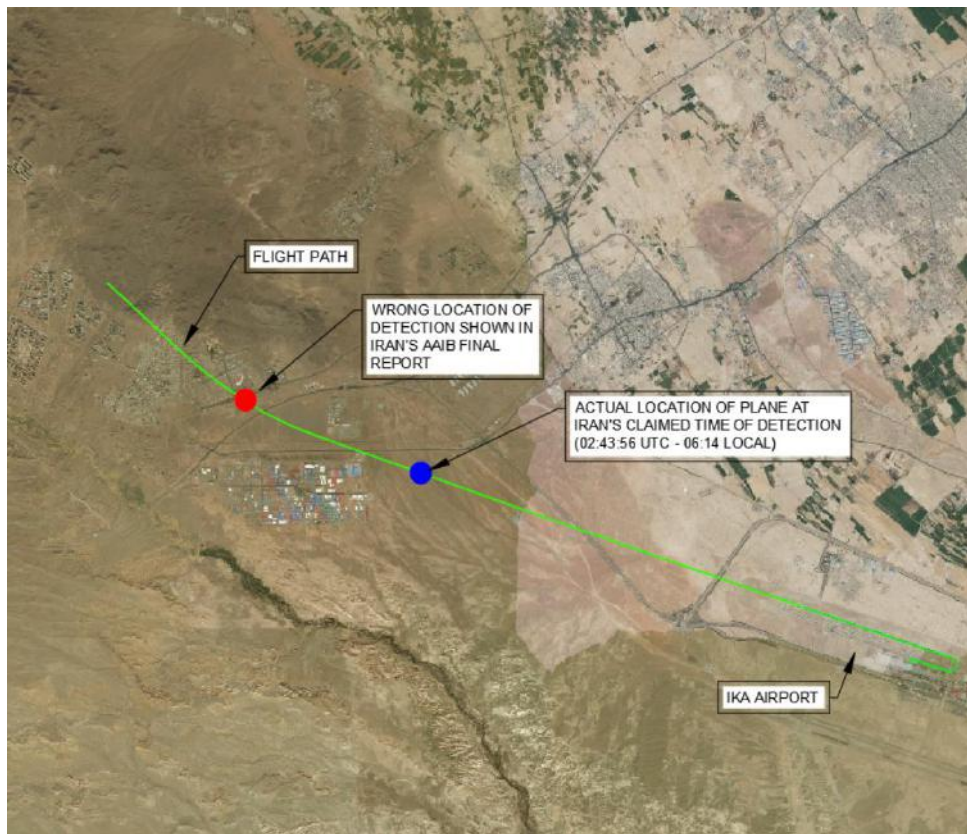 FLIGHT PATH
WRONG LOCATION OF
DETECTION SHOWN IN
IRAN'S AAIB FINAL
REPORT
ACTUAL LOCATION OF PLANE AT
IRAN'S CLAIMED TIME OF DETECTION
(02:43:56 UTC - 06:14 LOCAL)
IKA AIRPORT